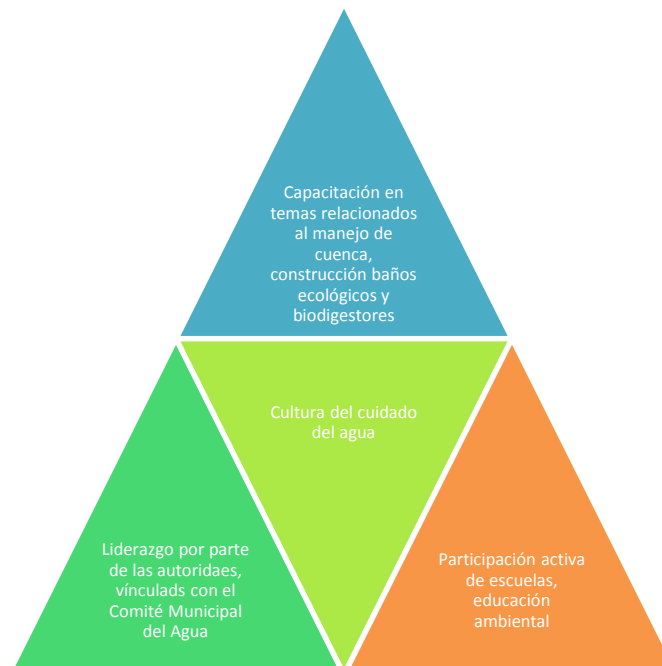 Capacitación en
temas relacionados
al manejo de
cuenca,
construcción baños
ecológicos y
biodigestores
Cultura del cuidado
del agua
Liderazgo por parte
de las autoridaes,
vínculads con el
Comité Municipal
del Agua
Participación activa
de escuelas,
educación
ambiental